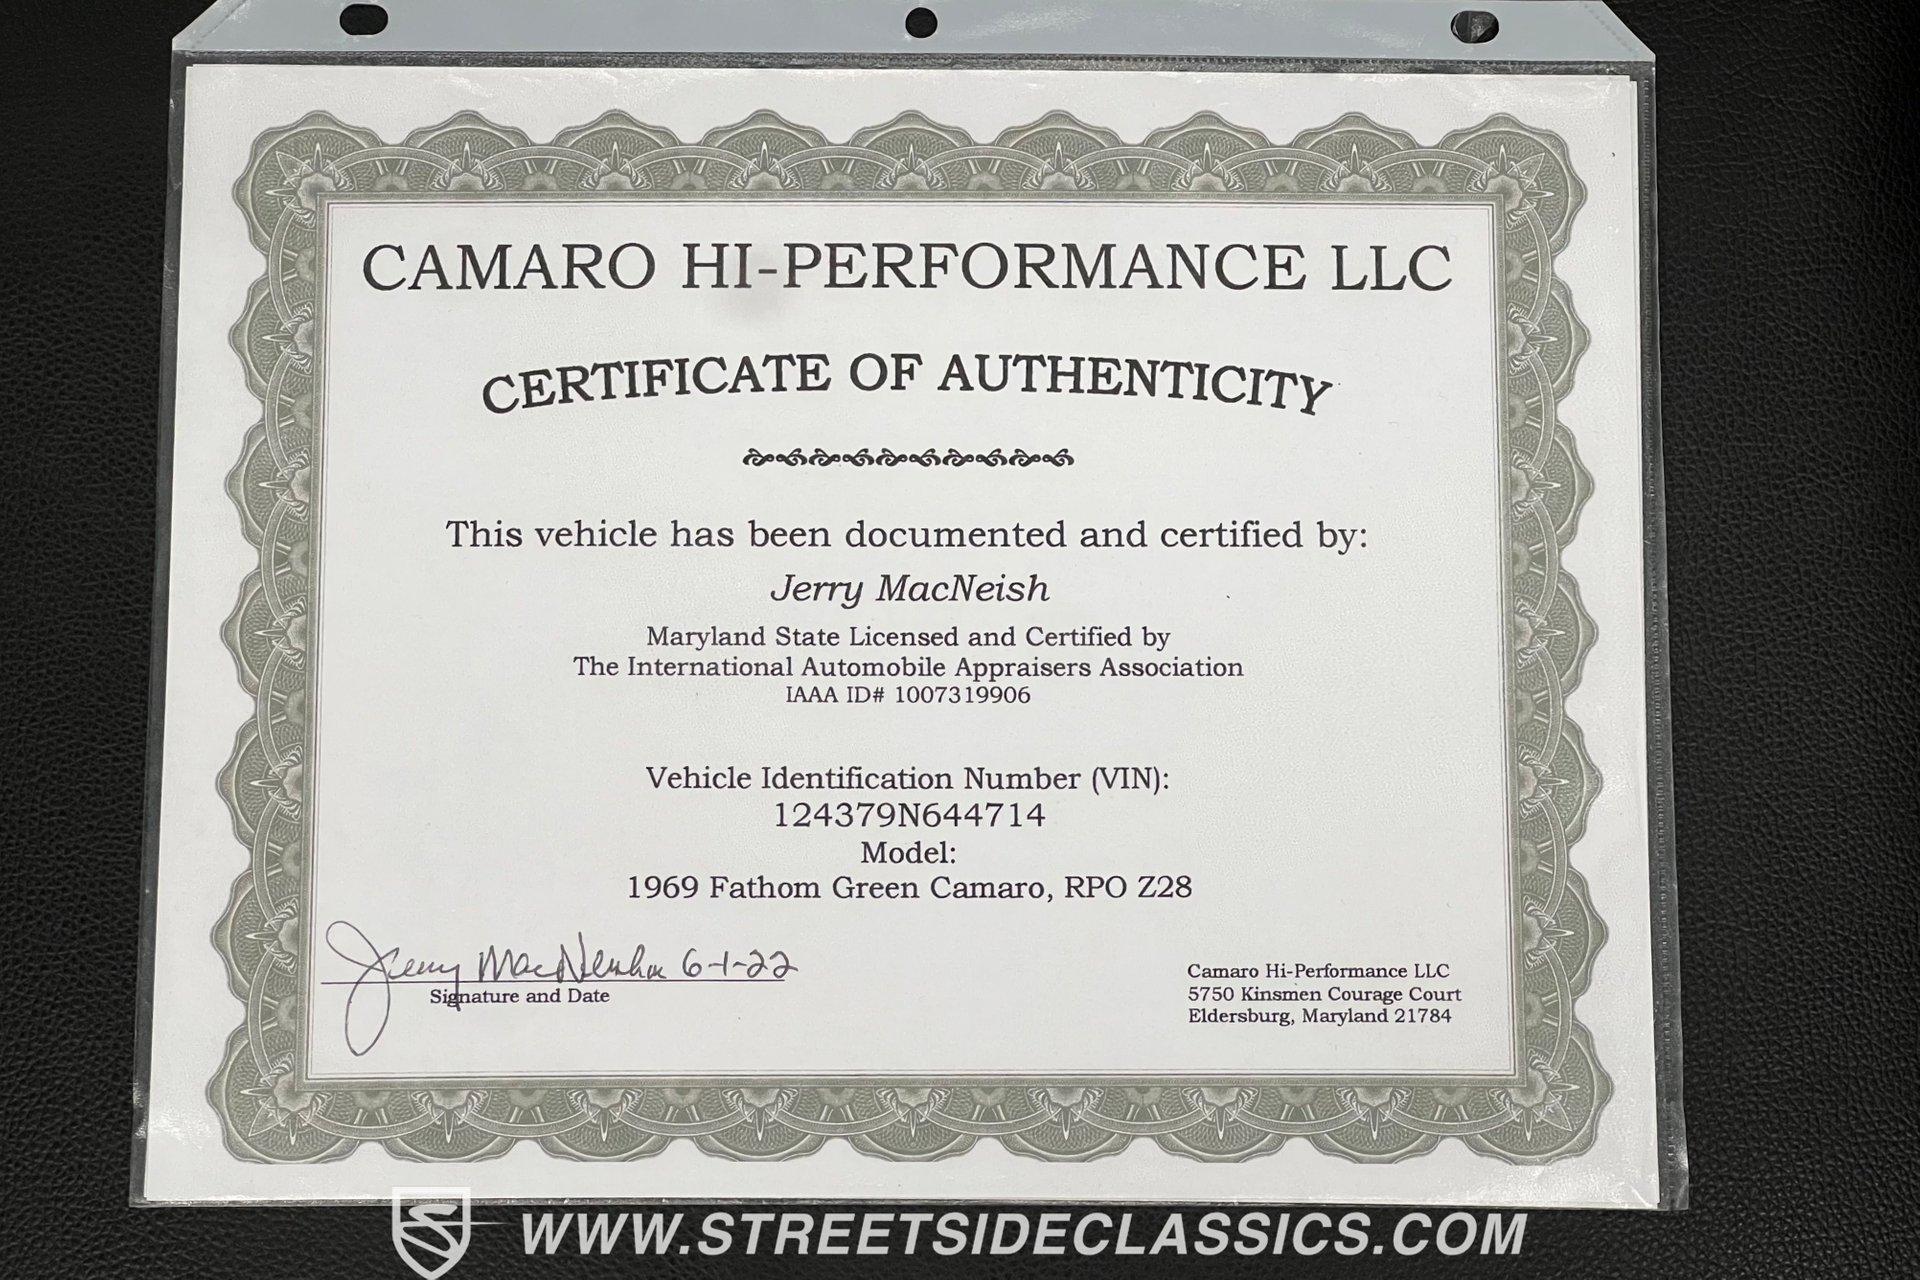 CAMARO HI-PERFORMANCE LLC
CERTIFICATE OF AUTHENTICITY
This vehicle has been documented and certified by:
Jerry MacNeish
Maryland State Licensed and Certified by
The International Automobile Appraisers Association
IAAA ID# 1007319906
Vehicle Identification Number (VIN):
124379N644714
Model:
1969 Fathom Green Camaro, RPO Z28
Jerry MacNeish 6-1-22
Signature and Date
Camaro Hi-Performance LLC
5750 Kinsmen Courage Court
Eldersburg, Maryland 21784
WWW.STREETSIDECLASSICS.COM